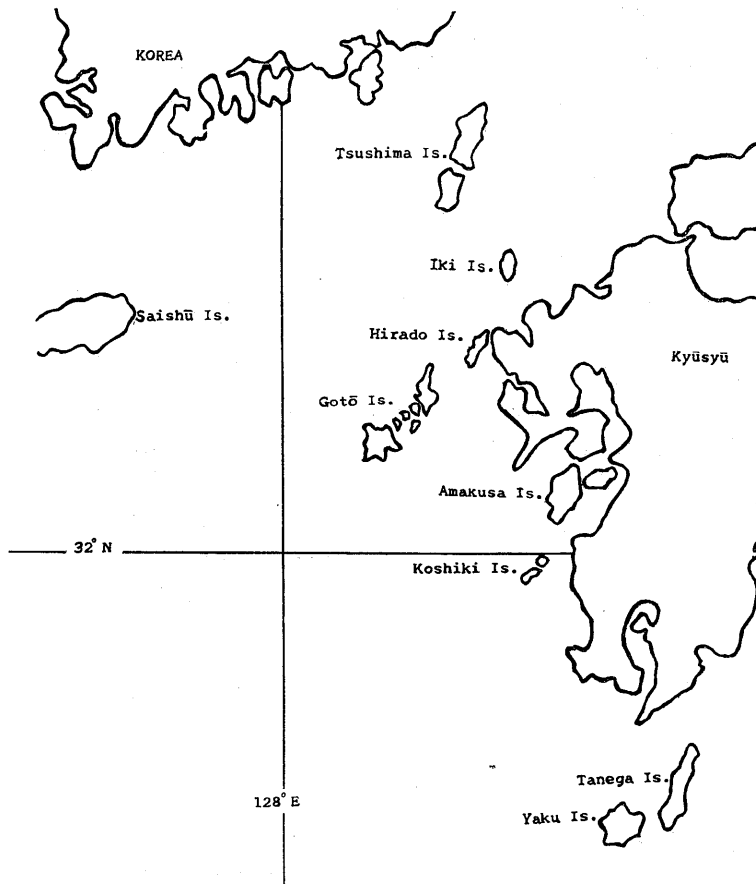 KOREA
Tsushima Is.
Iki Is.
Saishū Is.
Hirado Is.
Kyūsyū
Gotō Is.
Amakusa Is.
32° N
Koshiki Is.
Tanega Is.
128° E
Yaku Is.